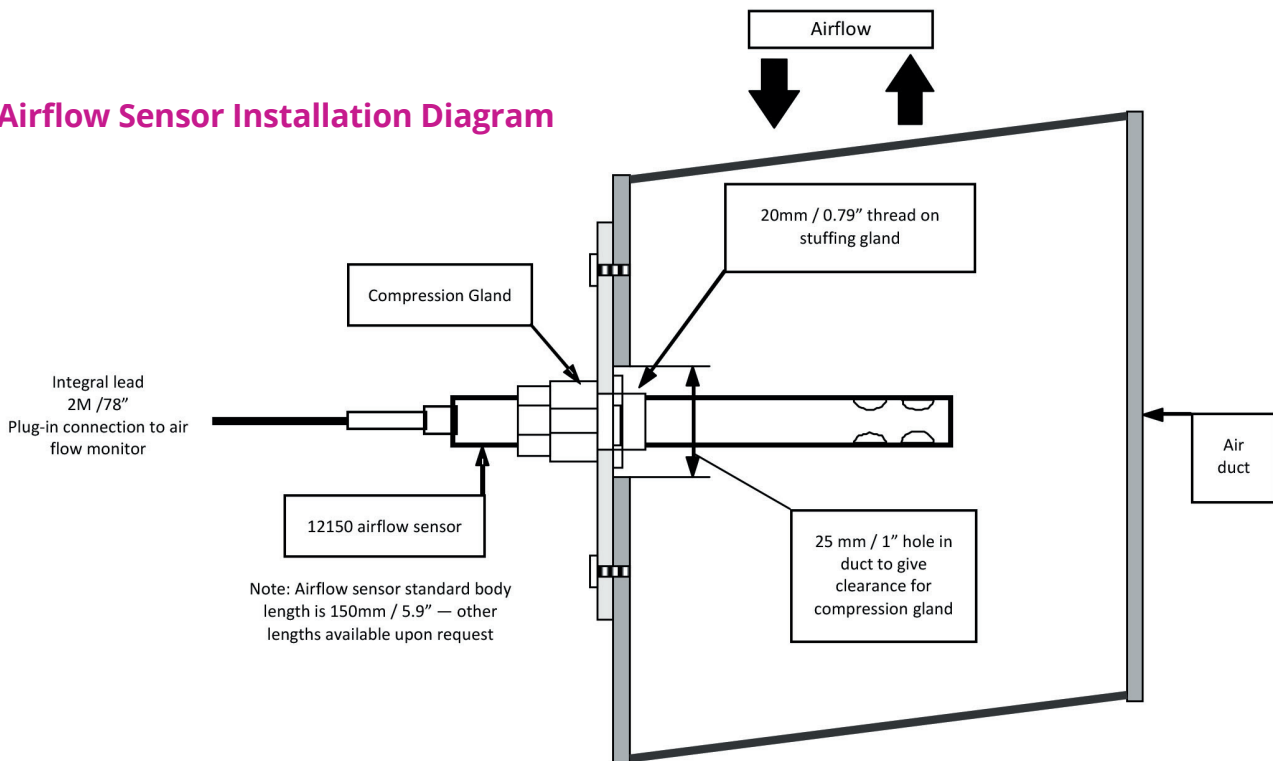 Airflow
Airflow Sensor Installation Diagram
20mm / 0.79” thread on
stuffing gland
Compression Gland
Integral lead
2M /78”
Plug-in connection to air
flow monitor
Air
duct
12150 airflow sensor
25 mm / 1” hole in
duct to give
clearance for
compression gland
Note: Airflow sensor standard body
length is 150mm / 5.9” — other
lengths available upon request